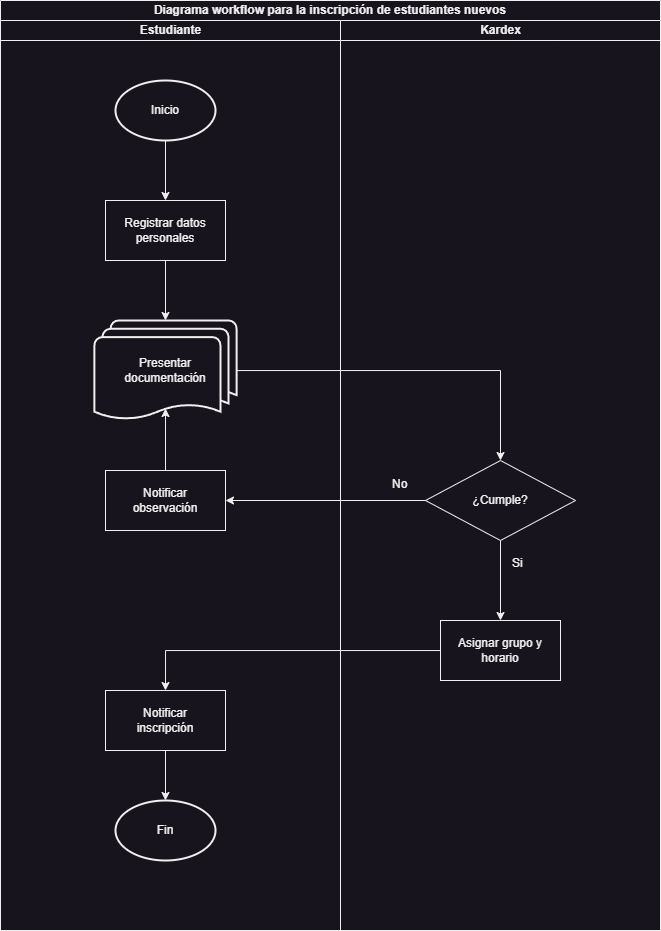 Diagrama workflow para la inscripción de estudiantes nuevos
Estudiante
Kardex
Inicio
Registrar datos
personales
Presentar
documentación
Notificar
observación
No
¿Cumple?
Si
Asignar grupo y
horario
Notificar
inscripción
Fin